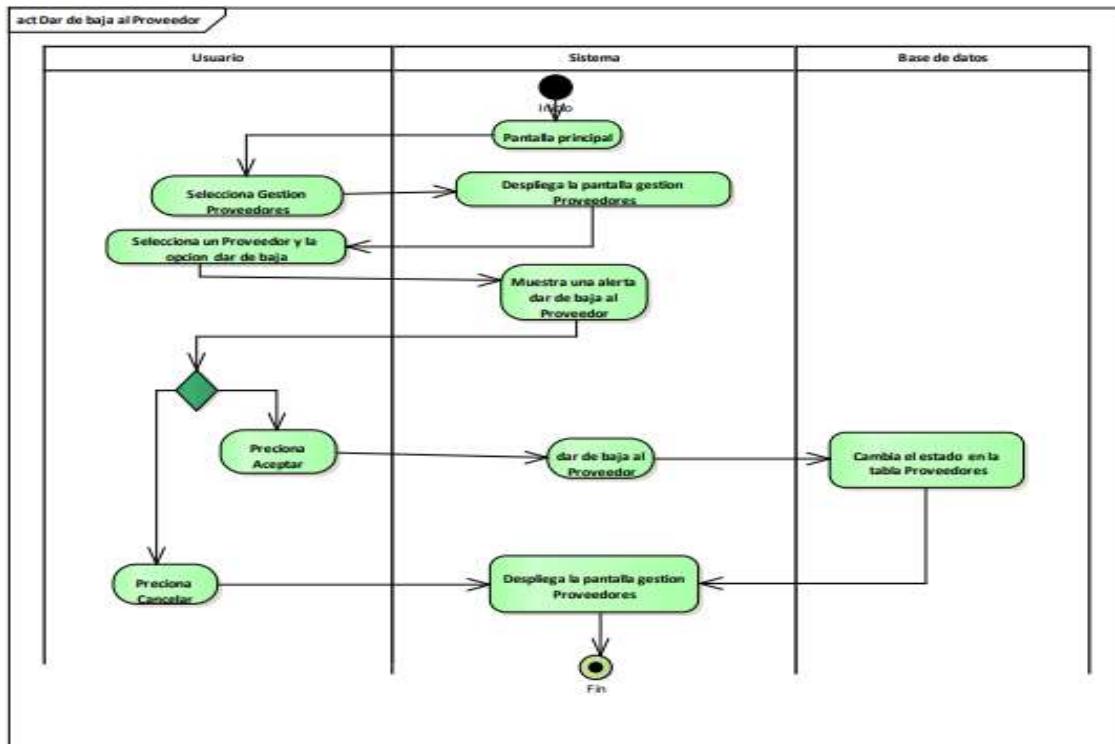 act Dar de baja al Proveedor
Usuario
Sistema
Base de datos
Inicio
Pantalla principal
Selecciona Gestion
Proveedores
Despliega la pantalla gestion
Proveedores
Selecciona un Proveedor y la
opcion dar de baja
Muestra una alerta
dar de baja al
Proveedor
Preciona
Aceptar
dar de baja al
Proveedor
Cambia el estado en la
tabla Proveedores
Preciona
Cancelar
Despliega la pantalla gestion
Proveedores
Fin